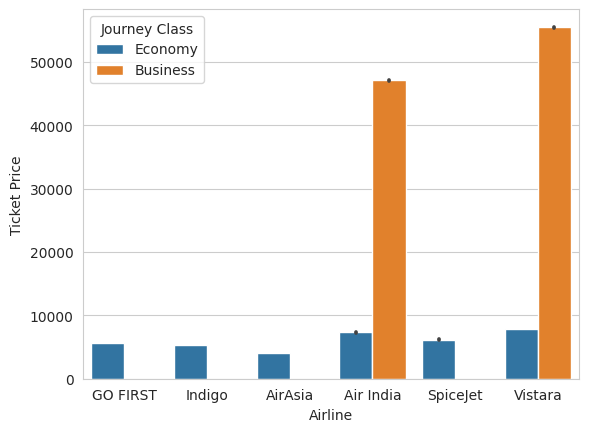 Journey Class
Economy
Business
50000
40000
30000
20000
10000
0
Ticket Price
GO FIRST Indigo AirAsia Air India SpiceJet Vistara
Airline